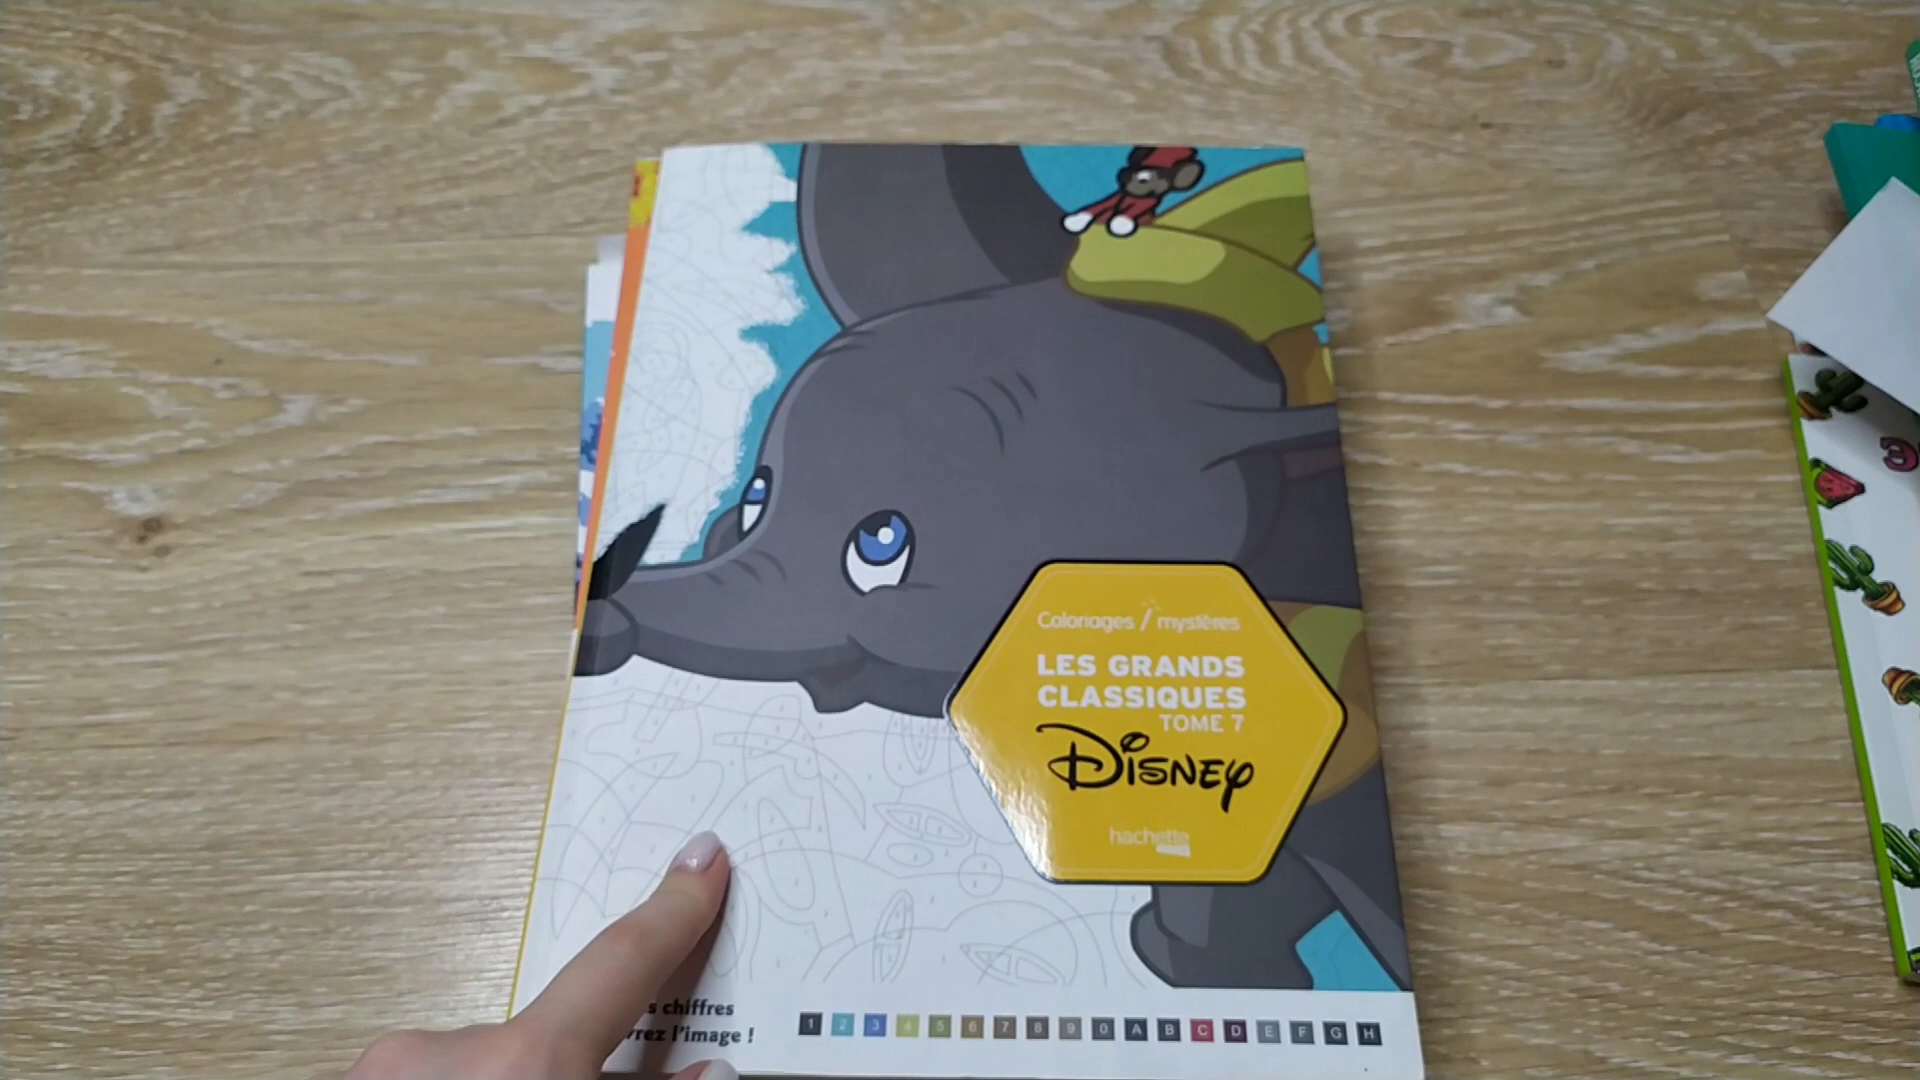 Coloriages / mystères
LES GRANDS
CLASSIQUES
TOME 7
Disney
hachette
s chiffres
rez l'image !
1 2 3 4 5 6 7 8 9 0 A B C D E F G H